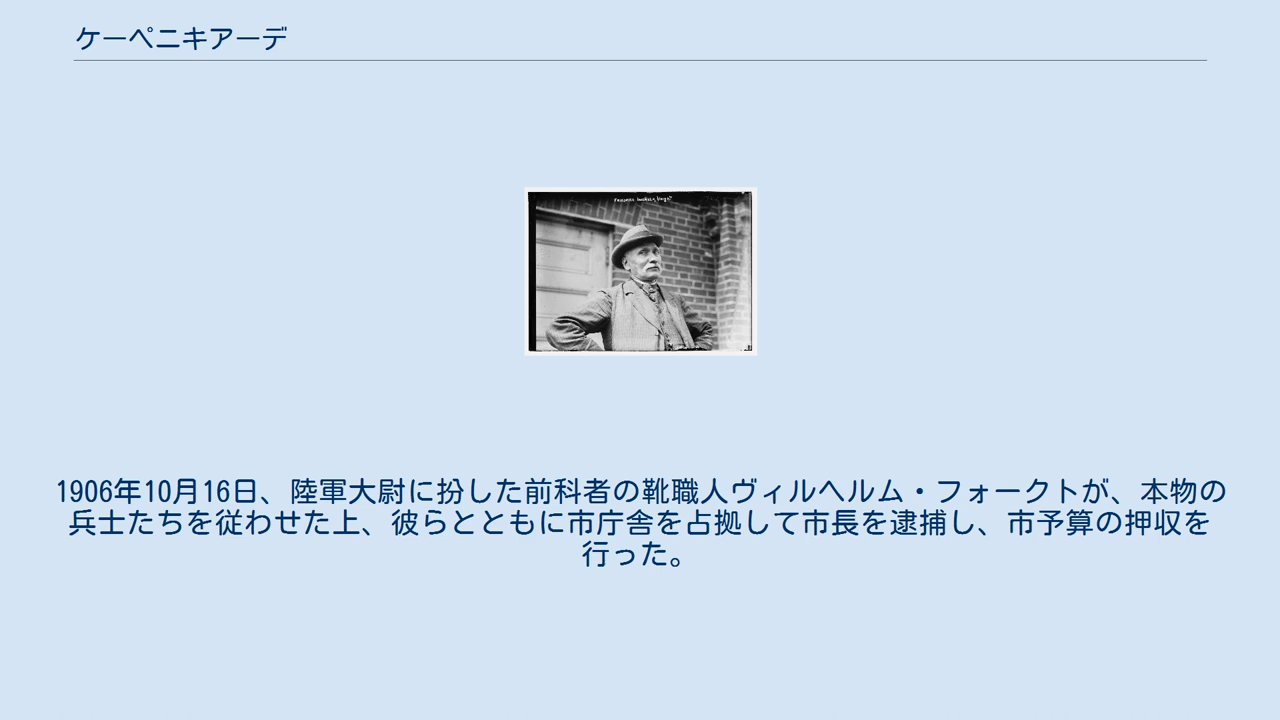 ケーペニキアーデ
1906年10月16日、陸軍大尉に扮した前科者の靴職人ヴィルヘルム・フォークトが、本物の
兵士たちを従わせた上、彼らとともに市庁舎を占拠して市長を逮捕し、市予算の押収を
行った。